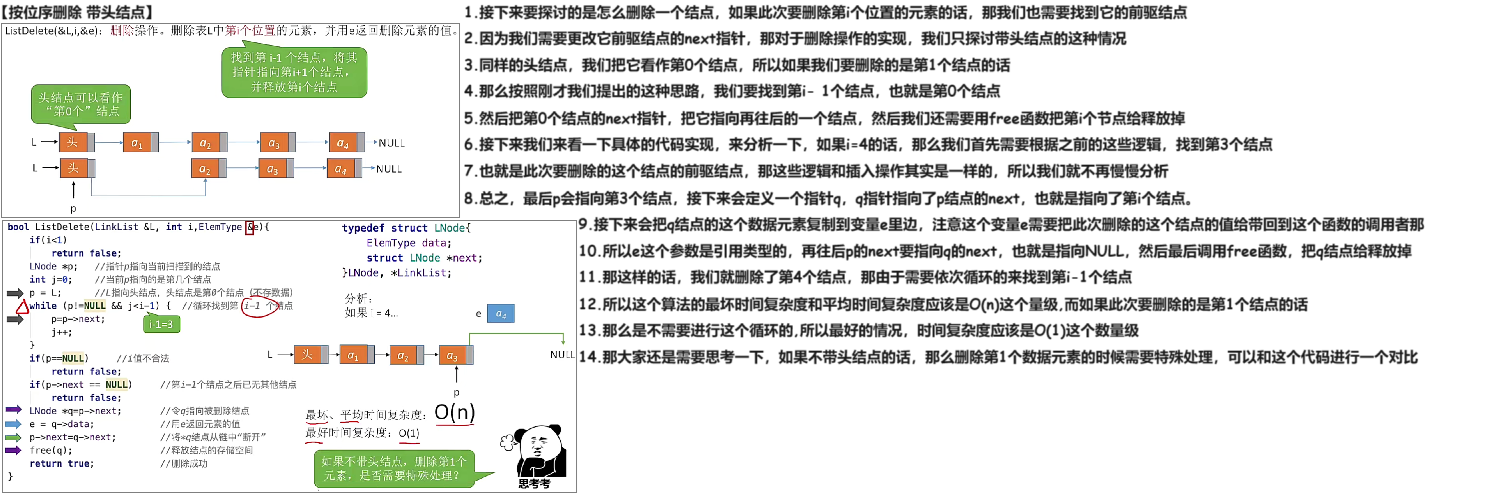 【按位序删除 带头结点】
ListDelete(&L,i,&e)：删除操作。删除表L中第i个位置的元素，并用e返回删除元素的值。
找到第 i-1 个结点，将其
指针指向第i+1个结点，
并释放第i个结点
头结点可以看作
“第0个”结点
L 头 a1 a2 a3 a4 NULL
L 头 a2 a3 a4 NULL
p
bool ListDelete(LinkList &L, int i,ElemType &e){
if(i<1)
return false;
LNode *p; //指针p指向当前扫描到的结点
int j=0; //当前p指向的是第几个结点
p = L; //L指向头结点，头结点是第0个结点（不存数据）
while (p!=NULL && j<i-1) { //循环找到第 i-1 个结点
p=p->next;
j++;
}
i-1=3
if(p==NULL) //i值不合法
return false;
if(p->next == NULL) //第i-1个结点之后已无其他结点
return false;
LNode *q=p->next; //令q指向被删除结点
e = q->data; //用e返回元素的值
p->next=q->next; //将*q结点从链中“断开”
free(q); //释放结点的存储空间
return true; //删除成功
}
typedef struct LNode{
ElemType data;
struct LNode *next;
}LNode, *LinkList;
分析：
如果 i = 4…
e a4
L 头 a1 a2 a3 NULL
p
最坏、平均时间复杂度：O(n)
最好时间复杂度：O(1)
如果不带头结点，删除第1个
元素，是否需要特殊处理？
思考考
1.接下来要探讨的是怎么删除一个结点，如果此次要删除第i个位置的元素的话，那我们也需要找到它的前驱结点
2.因为我们需要更改它前驱结点的next指针，那对于删除操作的实现，我们只探讨带头结点的这种情况
3.同样的头结点，我们把它看作第0个结点，所以如果我们要删除的是第1个结点的话
4.那么按照刚才我们提出的这种思路，我们要找到第i- 1个结点，也就是第0个结点
5.然后把第0个结点的next指针，把它指向再往后的一个结点，然后我们还需要用free函数把第i个节点给释放掉
6.接下来我们来看一下具体的代码实现，来分析一下，如果i=4的话，那么我们首先需要根据之前的这些逻辑，找到第3个结点
7.也就是此次要删除的这个结点的前驱结点，那这些逻辑和插入操作其实是一样的，所以我们就不再慢慢分析
8.总之，最后p会指向第3个结点，接下来会定义一个指针q，q指针指向了p结点的next，也就是指向了第i个结点。
9.接下来会把q结点的这个数据元素复制到变量e里边，注意这个变量e需要把此次删除的这个结点的值给带回到这个函数的调用者那
10.所以e这个参数是引用类型的，再往后p的next要指向q的next，也就是指向NULL，然后最后调用free函数，把q结点给释放掉
11.那这样的话，我们就删除了第4个结点，那由于需要依次循环的来找到第i-1个结点
12.所以这个算法的最坏时间复杂度和平均时间复杂度应该是O(n)这个量级,而如果此次要删除的是第1个结点的话
13.那么是不需要进行这个循环的,所以最好的情况，时间复杂度应该是O(1)这个数量级
14.那大家还是需要思考一下，如果不带头结点的话，那么删除第1个数据元素的时候需要特殊处理，可以和这个代码进行一个对比